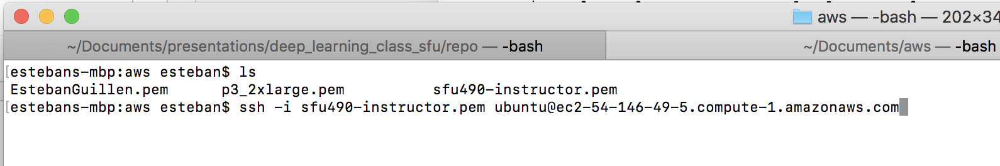 aws — -bash — 202×34
~/Documents/presentations/deep_learning_class_sfu/repo — -bash
~/Documents/aws — -bash
[estebans-mbp:aws esteban$ ls
EstebanGuillen.pem p3_2xlarge.pem sfu490-instructor.pem
[estebans-mbp:aws esteban$ ssh -i sfu490-instructor.pem ubuntu@ec2-54-146-49-5.compute-1.amazonaws.com